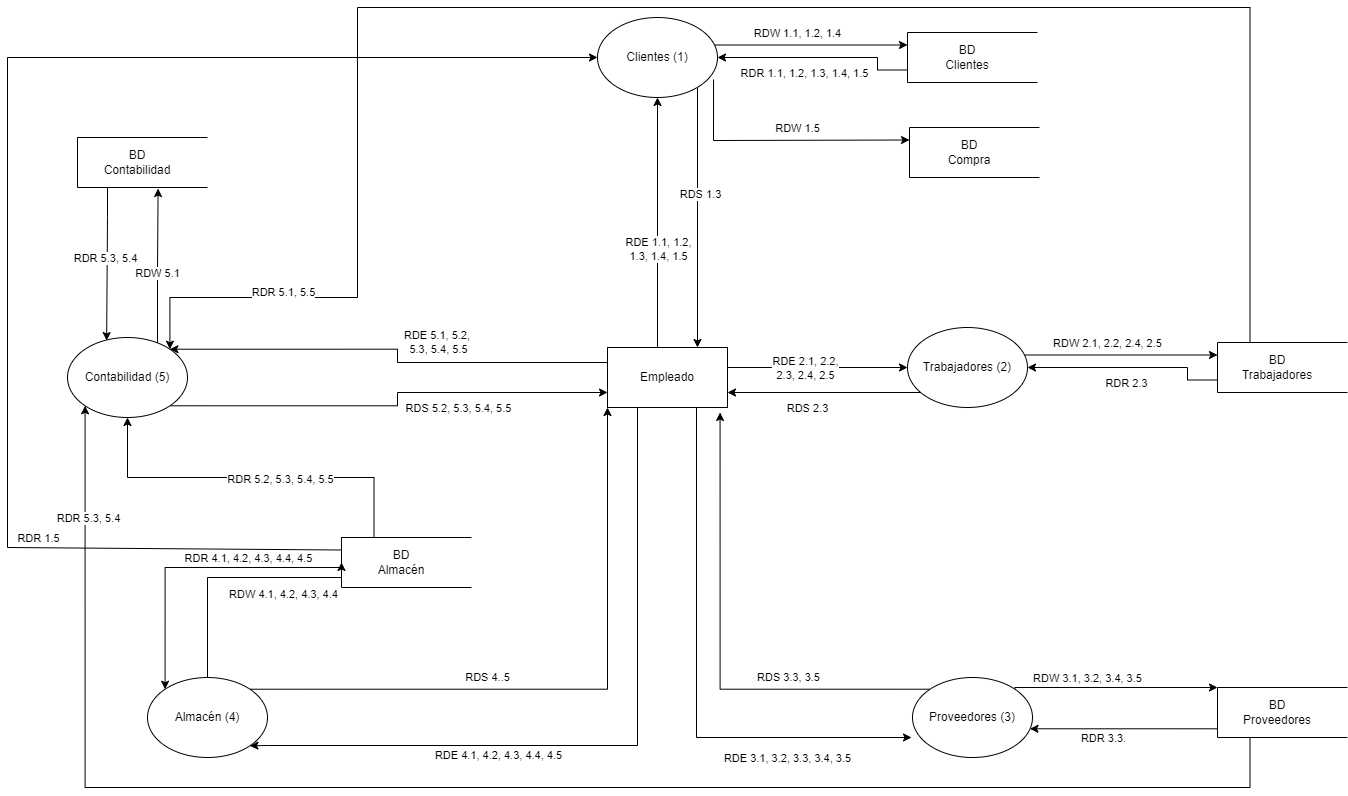 RDW 1.1, 1.2, 1.4
BD
Clientes
Clientes (1)
RDR 1.1, 1.2, 1.3, 1.4, 1.5
RDW 1.5
BD
Compra
BD
Contabilidad
RDS 1.3
RDE 1.1, 1.2,
1.3, 1.4, 1.5
RDR 5.3, 5.4
RDW 5.1
RDR 5.1, 5.5
RDE 5.1, 5.2,
5.3, 5.4, 5.5
Contabilidad (5)
Empleado
RDE 2.1, 2.2,
2.3, 2.4, 2.5
Trabajadores (2)
RDW 2.1, 2.2, 2.4, 2.5
BD
Trabajadores
RDR 2.3
RDS 5.2, 5.3, 5.4, 5.5
RDS 2.3
RDR 5.2, 5.3, 5.4, 5.5
RDR 5.3, 5.4
RDR 1.5
BD
Almacén
RDR 4.1, 4.2, 4.3, 4.4, 4.5
RDW 4.1, 4.2, 4.3, 4.4
RDS 4..5
RDS 3.3, 3.5
RDW 3.1, 3.2, 3.4, 3.5
Almacén (4)
Proveedores (3)
BD
Proveedores
RDR 3.3.
RDE 4.1, 4.2, 4.3, 4.4, 4.5
RDE 3.1, 3.2, 3.3, 3.4, 3.5